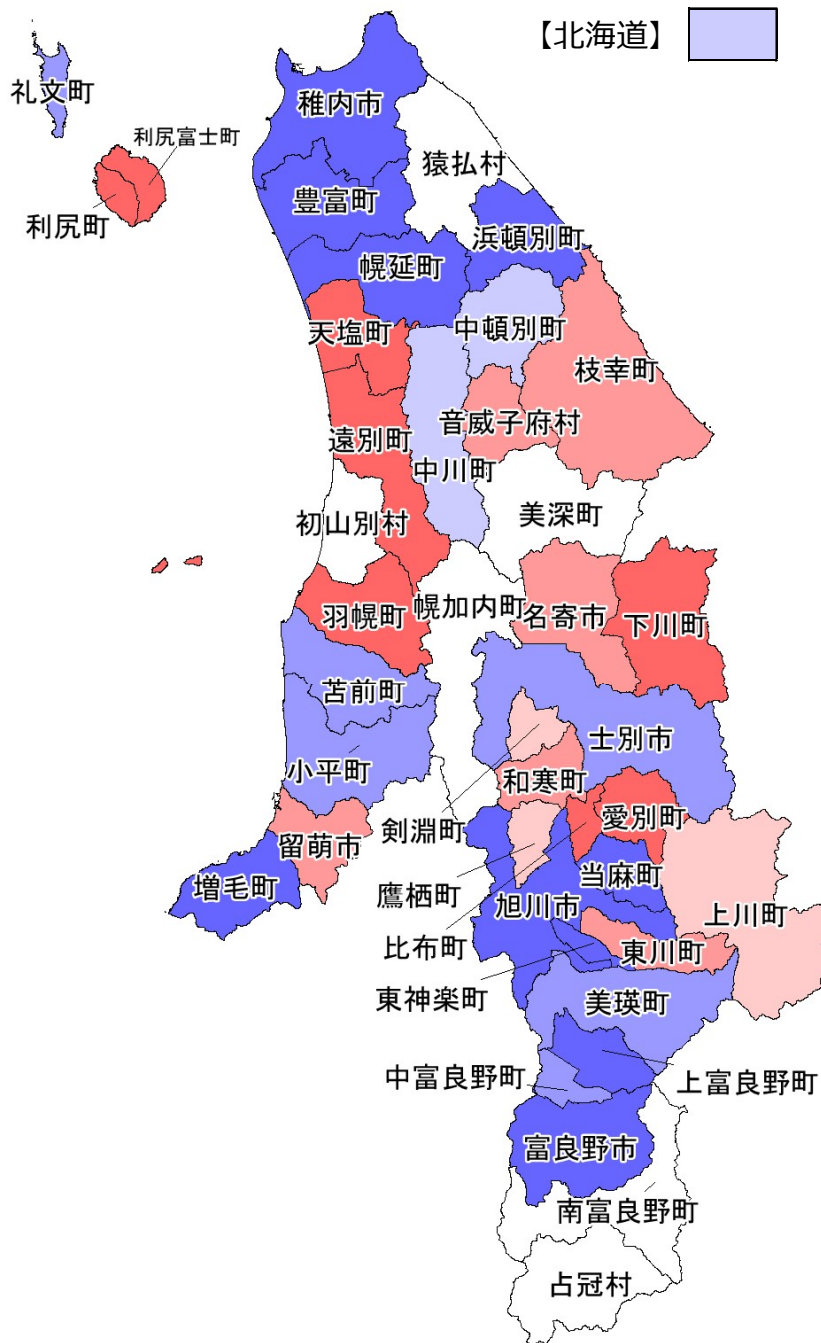 【北海道】
稚内市
礼文町
利尻富士町
猿払村
豊富町
利尻町
浜頓別町
幌延町
天塩町
中頓別町
枝幸町
音威子府村
遠別町
中川町
初山別村
美深町
幌加内町
羽幌町
名寄市
下川町
苫前町
士別市
小平町
和寒町
愛別町
剣淵町
留萌市
当麻町
増毛町
鷹栖町
旭川市
上川町
比布町
東川町
東神楽町
美瑛町
中富良野町
上富良野町
富良野市
南富良野町
占冠村